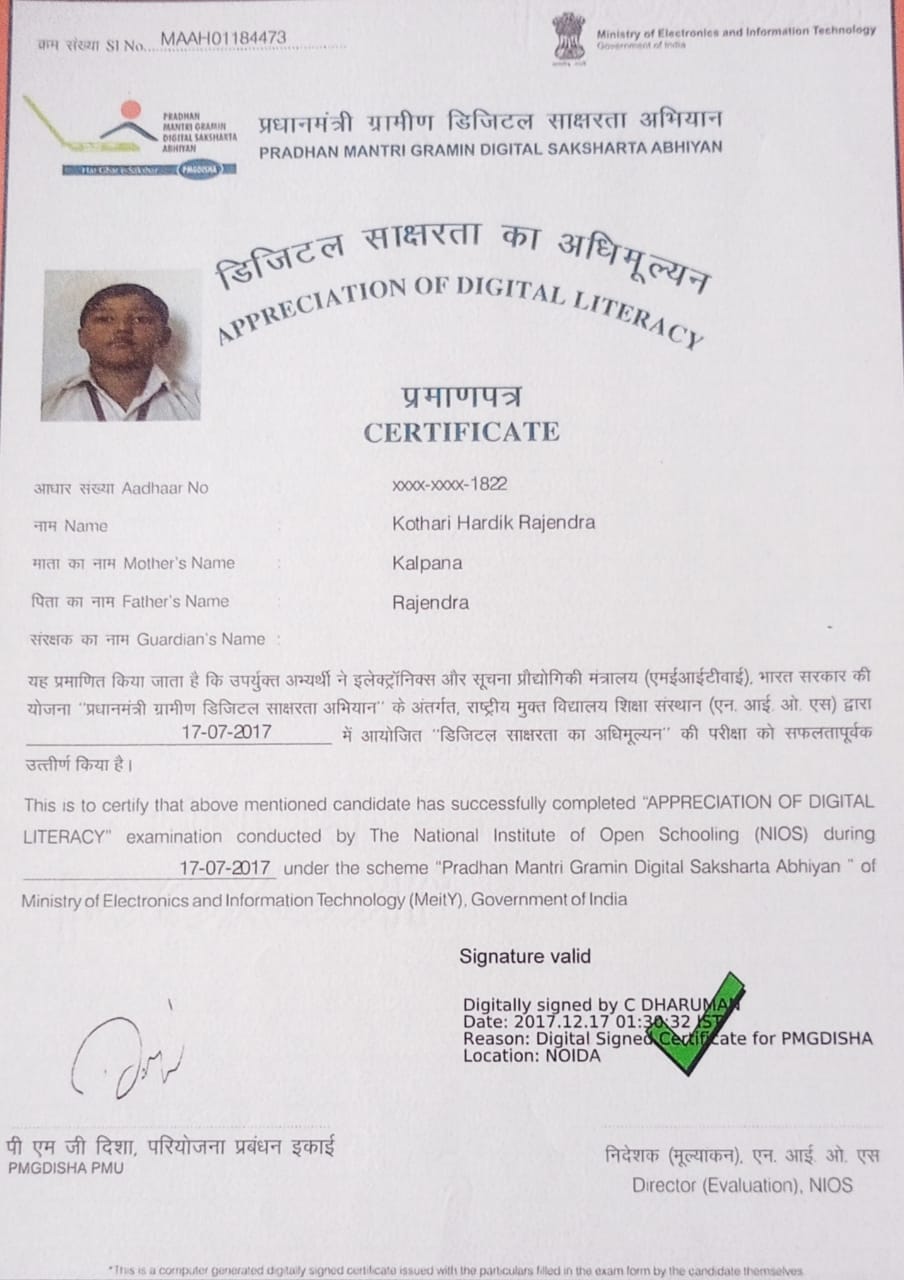 क्रम संख्या Sl No. MAAH01184473
Ministry of Electronics and Information Technology
Government of India
PRADHAN
MANTRI GRAMIN
DIGITAL SAKSHARTA
ABHIYAN
Har Ghar is Sakshar PMGDISHA
प्रधानमंत्री ग्रामीण डिजिटल साक्षरता अभियान
PRADHAN MANTRI GRAMIN DIGITAL SAKSHARTA ABHIYAN
डिजिटल साक्षरता का अधिमूल्यन
APPRECIATION OF DIGITAL LITERACY
प्रमाणपत्र
CERTIFICATE
आधार संख्या Aadhaar No : xxxx-xxxx-1822
नाम Name : Kothari Hardik Rajendra
माता का नाम Mother's Name : Kalpana
पिता का नाम Father's Name : Rajendra
संरक्षक का नाम Guardian's Name :
यह प्रमाणित किया जाता है कि उपर्युक्त अभ्यर्थी ने इलेक्ट्रॉनिक्स और सूचना प्रौद्योगिकी मंत्रालय (एमईआईटीवाई), भारत सरकार की
योजना "प्रधानमंत्री ग्रामीण डिजिटल साक्षरता अभियान" के अंतर्गत, राष्ट्रीय मुक्त विद्यालय शिक्षा संस्थान (एन. आई. ओ. एस) द्वारा
17-07-2017 में आयोजित "डिजिटल साक्षरता का अधिमूल्यन" की परीक्षा को सफलतापूर्वक
उत्तीर्ण किया है।
This is to certify that above mentioned candidate has successfully completed "APPRECIATION OF DIGITAL
LITERACY" examination conducted by The National Institute of Open Schooling (NIOS) during
17-07-2017 under the scheme "Pradhan Mantri Gramin Digital Saksharta Abhiyan " of
Ministry of Electronics and Information Technology (MeitY), Government of India
Signature valid
Digitally signed by C DHARUMAN
Date: 2017.12.17 01:30:32 IST
Reason: Digital Signed Certificate for PMGDISHA
Location: NOIDA
पी एम जी दिशा, परियोजना प्रबंधन इकाई
PMGDISHA PMU
निदेशक (मूल्याकन), एन. आई. ओ. एस
Director (Evaluation), NIOS
*This is a computer generated digitally signed certificate issued with the particulars filled in the exam form by the candidate themselves